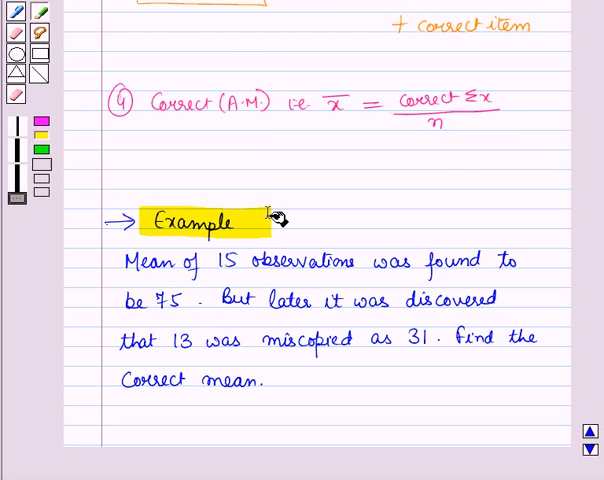 + correct item
④ Correct (A.M.) i.e. x̅ = correct Σx / n
→ Example
Mean of 15 observations was found to
be 75. But later it was discovered
that 13 was miscopied as 31. Find the
Correct mean.